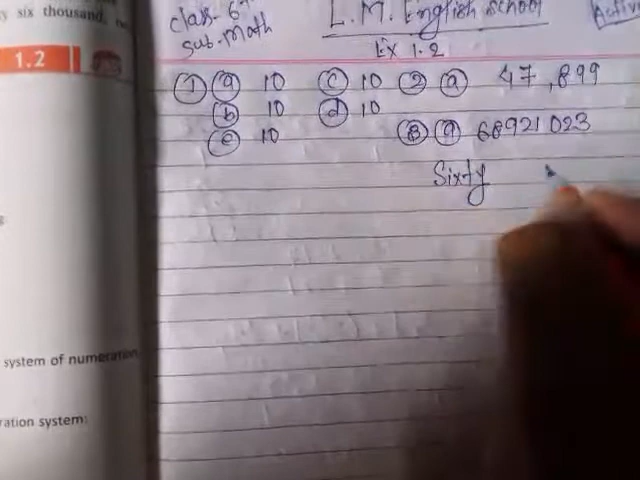 y six thousand,
1.2
system of numeration
ration system:
Class- 6th
Sub. Math
L.M. English School
Ex 1.2
① ⓐ 10 ⓒ 10 ② ⓐ 47,899
ⓑ 10 ⓓ 10
ⓔ 10 ③ ⓐ 68921023
Sixty